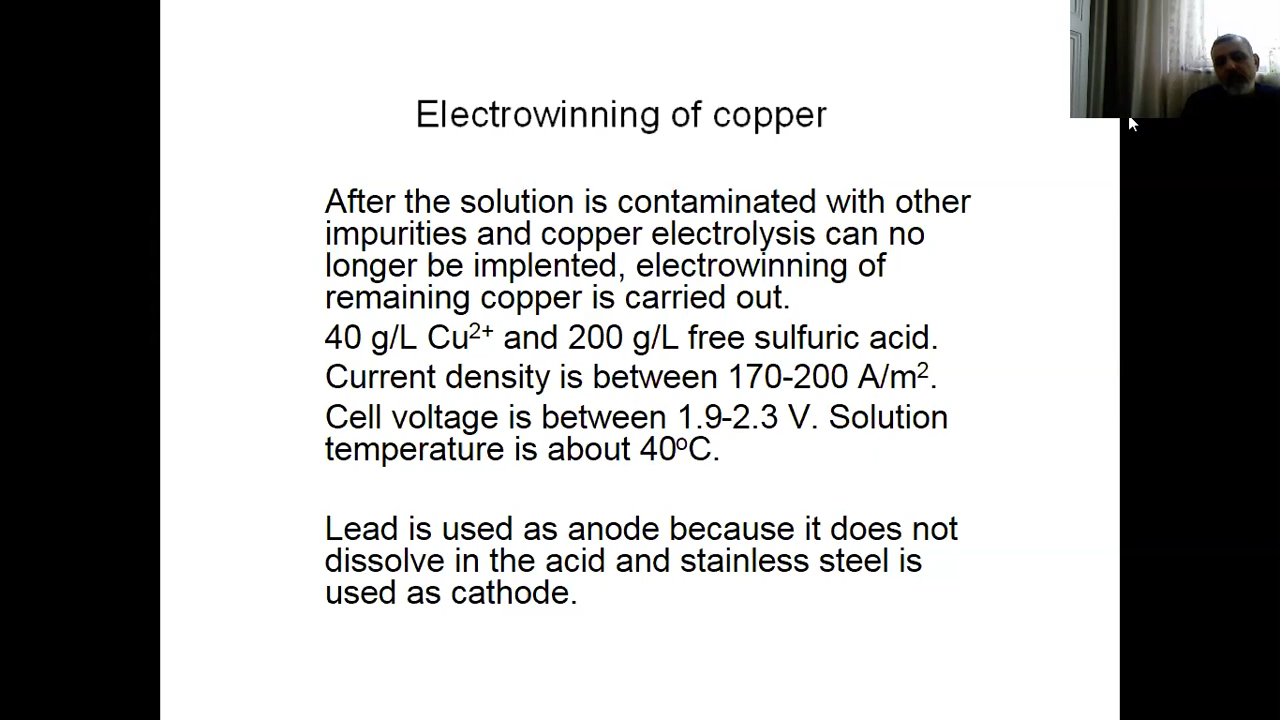 Electrowinning of copper
After the solution is contaminated with other
impurities and copper electrolysis can no
longer be implented, electrowinning of
remaining copper is carried out.
40 g/L Cu²⁺ and 200 g/L free sulfuric acid.
Current density is between 170-200 A/m².
Cell voltage is between 1.9-2.3 V. Solution
temperature is about 40ᵒC.
Lead is used as anode because it does not
dissolve in the acid and stainless steel is
used as cathode.